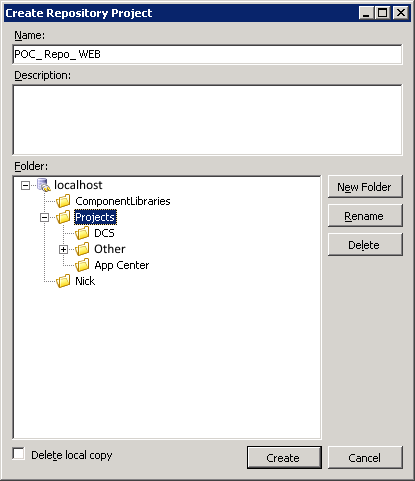 Create Repository Project
Name:
POC_ Repo_ WEB
Description:
Folder:
localhost
ComponentLibraries
Projects
DCS
Other
App Center
Nick
New Folder
Rename
Delete
Delete local copy
Create
Cancel